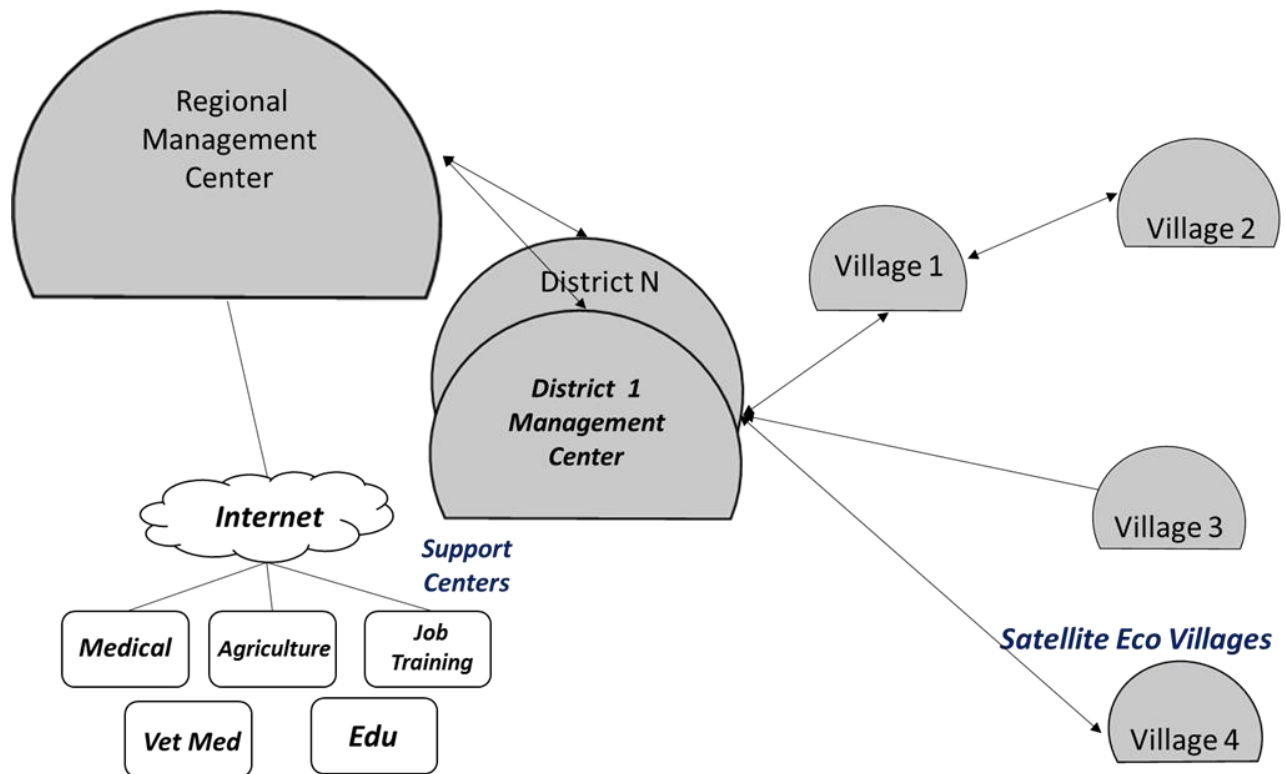 Regional
Management
Center
District N
District 1
Management
Center
Village 1
Village 2
Village 3
Satellite Eco Villages
Village 4
Internet
Support
Centers
Medical
Agriculture
Job
Training
Vet Med
Edu